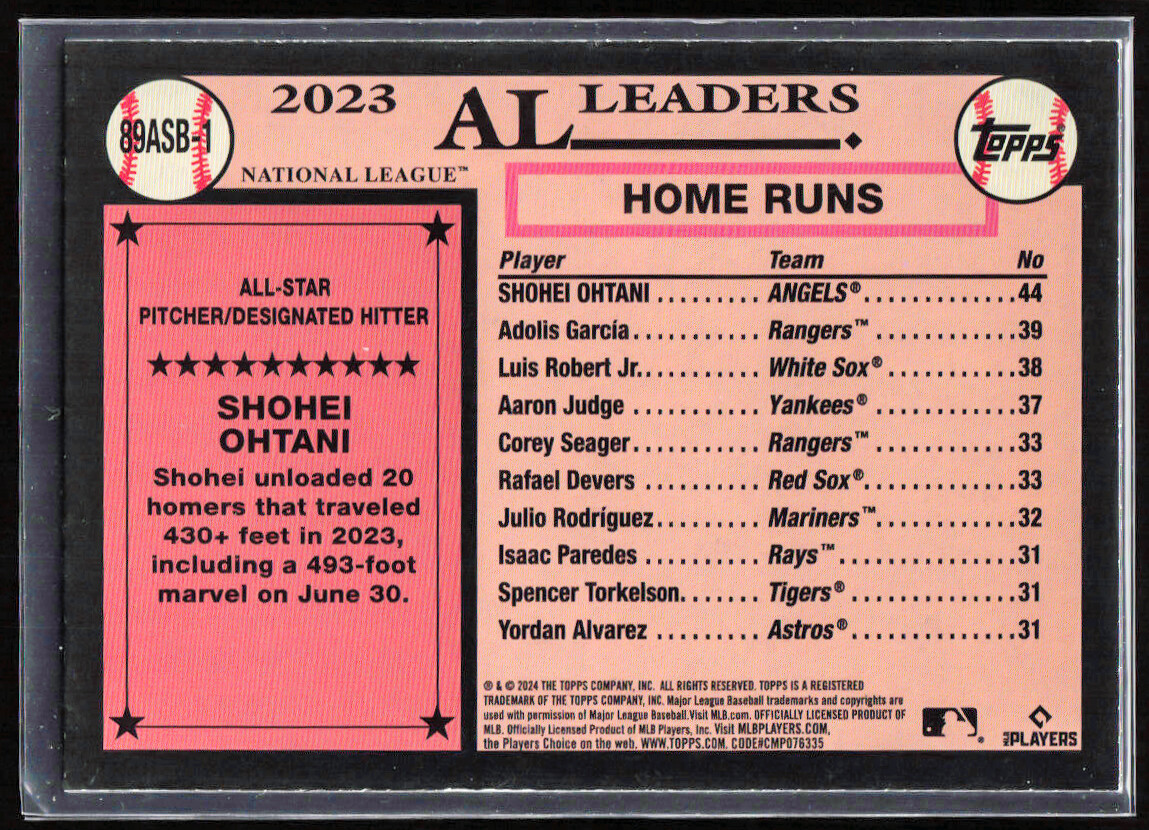 89ASB-1
2023 AL LEADERS
Topps®
NATIONAL LEAGUE™
HOME RUNS
ALL-STAR
PITCHER/DESIGNATED HITTER
SHOHEI
OHTANI
Shohei unloaded 20
homers that traveled
430+ feet in 2023,
including a 493-foot
marvel on June 30.
Player Team No
SHOHEI OHTANI ......... ANGELS® .............44
Adolis García.......... Rangers™ ............39
Luis Robert Jr.......... White Sox® ...........38
Aaron Judge .......... Yankees® ............37
Corey Seager.......... Rangers™ ............33
Rafael Devers .......... Red Sox®.............33
Julio Rodríguez........ Mariners™............32
Isaac Paredes ......... Rays™ ...............31
Spencer Torkelson....... Tigers® ..............31
Yordan Alvarez ........ Astros® ..............31
® & © 2024 THE TOPPS COMPANY, INC. ALL RIGHTS RESERVED. TOPPS IS A REGISTERED
TRADEMARK OF THE TOPPS COMPANY, INC. Major League Baseball trademarks and copyrights are
used with permission of Major League Baseball.Visit MLB.com. OFFICIALLY LICENSED PRODUCT OF
MLB. Officially Licensed Product of MLB Players, Inc. Visit MLBPLAYERS.COM,
the Players Choice on the web. WWW.TOPPS.COM. CODE#CMP076335
MLB PLAYERS